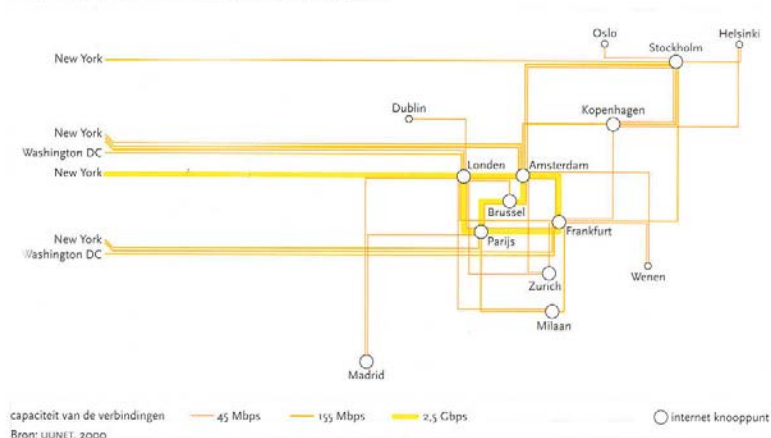 Oslo
Helsinki
Stockholm
New York
Kopenhagen
Dublin
New York
Washington DC
Londen
Amsterdam
New York
Brussel
Parijs
Frankfurt
New York
Washington DC
Zurich
Wenen
Milaan
Madrid
capaciteit van de verbindingen 45 Mbps 155 Mbps 2,5 Gbps internet knooppunt
Bron: UUNET, 2000